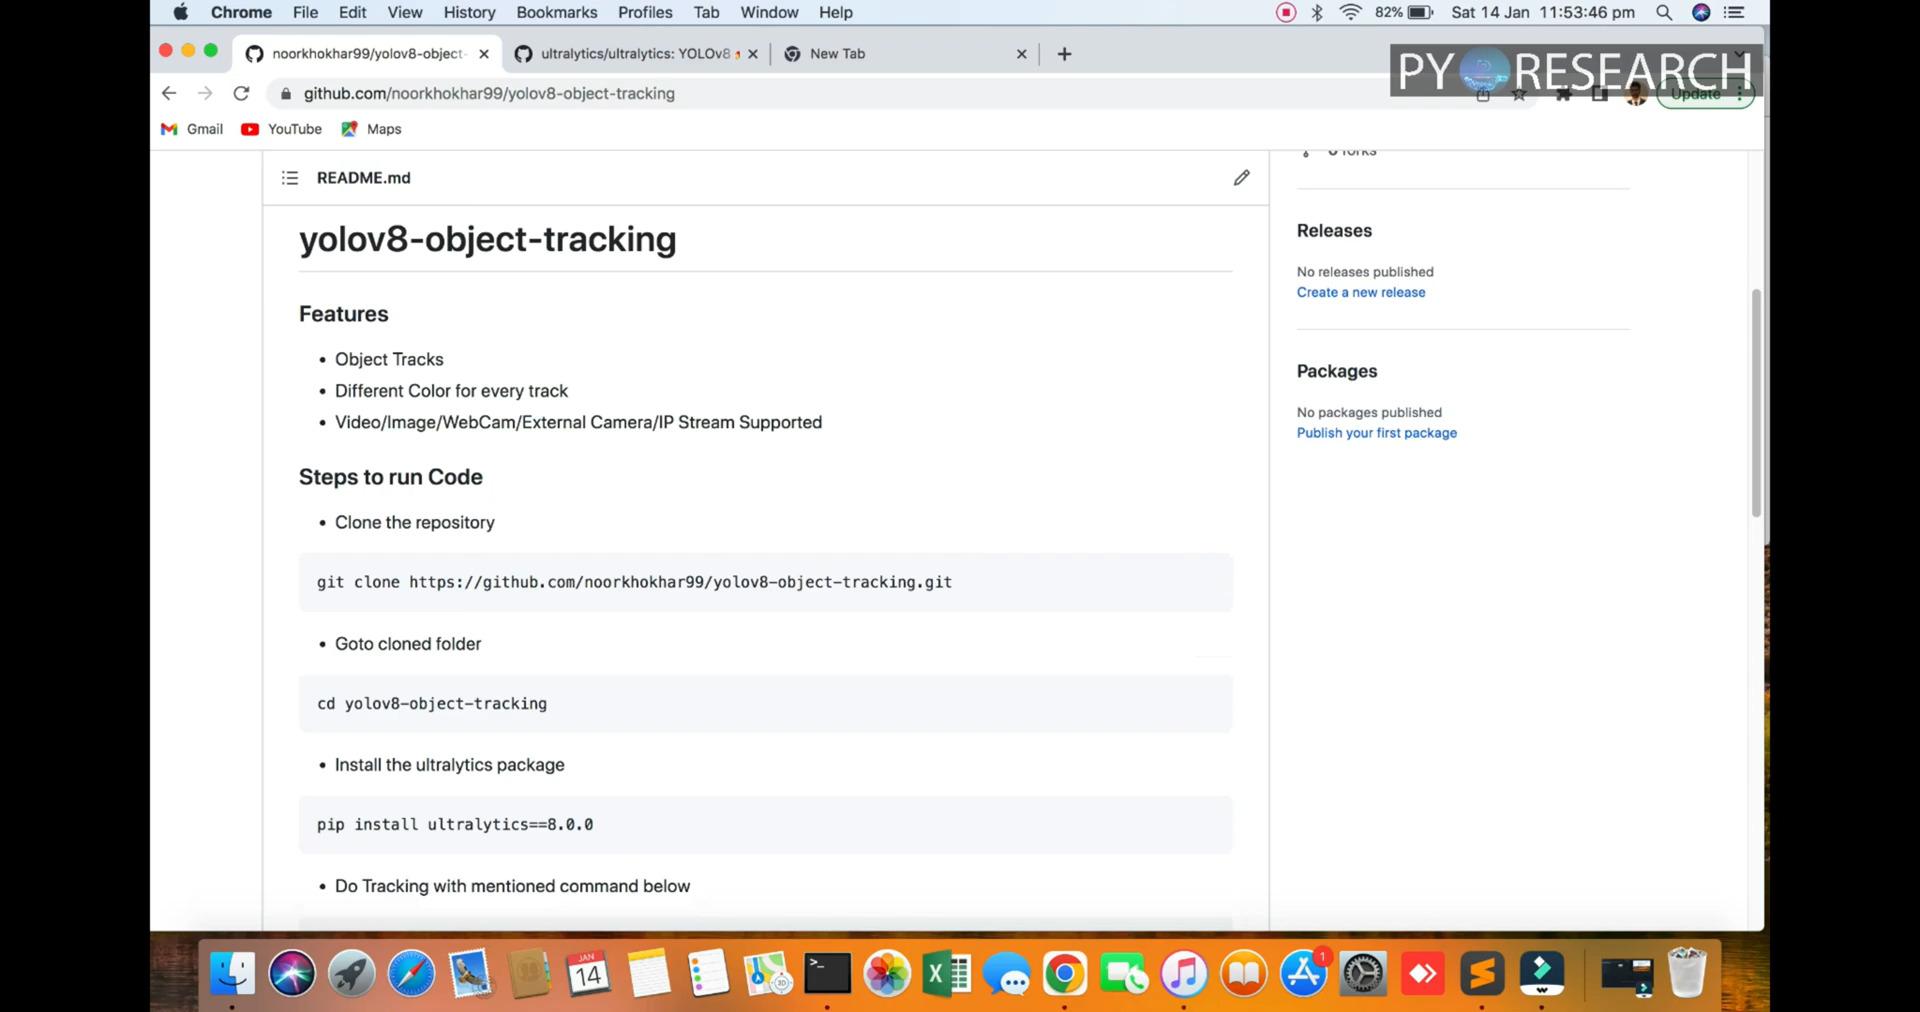 Chrome File Edit View History Bookmarks Profiles Tab Window Help 82% Sat 14 Jan 11:53:46 pm
noorkhokhar99/yolov8-object- ultralytics/ultralytics: YOLOv8 New Tab
PY RESEARCH
github.com/noorkhokhar99/yolov8-object-tracking Update
Gmail YouTube Maps
0 forks
README.md
yolov8-object-tracking
Features
Object Tracks
Different Color for every track
Video/Image/WebCam/External Camera/IP Stream Supported
Steps to run Code
Clone the repository
git clone https://github.com/noorkhokhar99/yolov8-object-tracking.git
Goto cloned folder
cd yolov8-object-tracking
Install the ultralytics package
pip install ultralytics==8.0.0
Do Tracking with mentioned command below
Releases
No releases published
Create a new release
Packages
No packages published
Publish your first package
JAN
14
3D
1